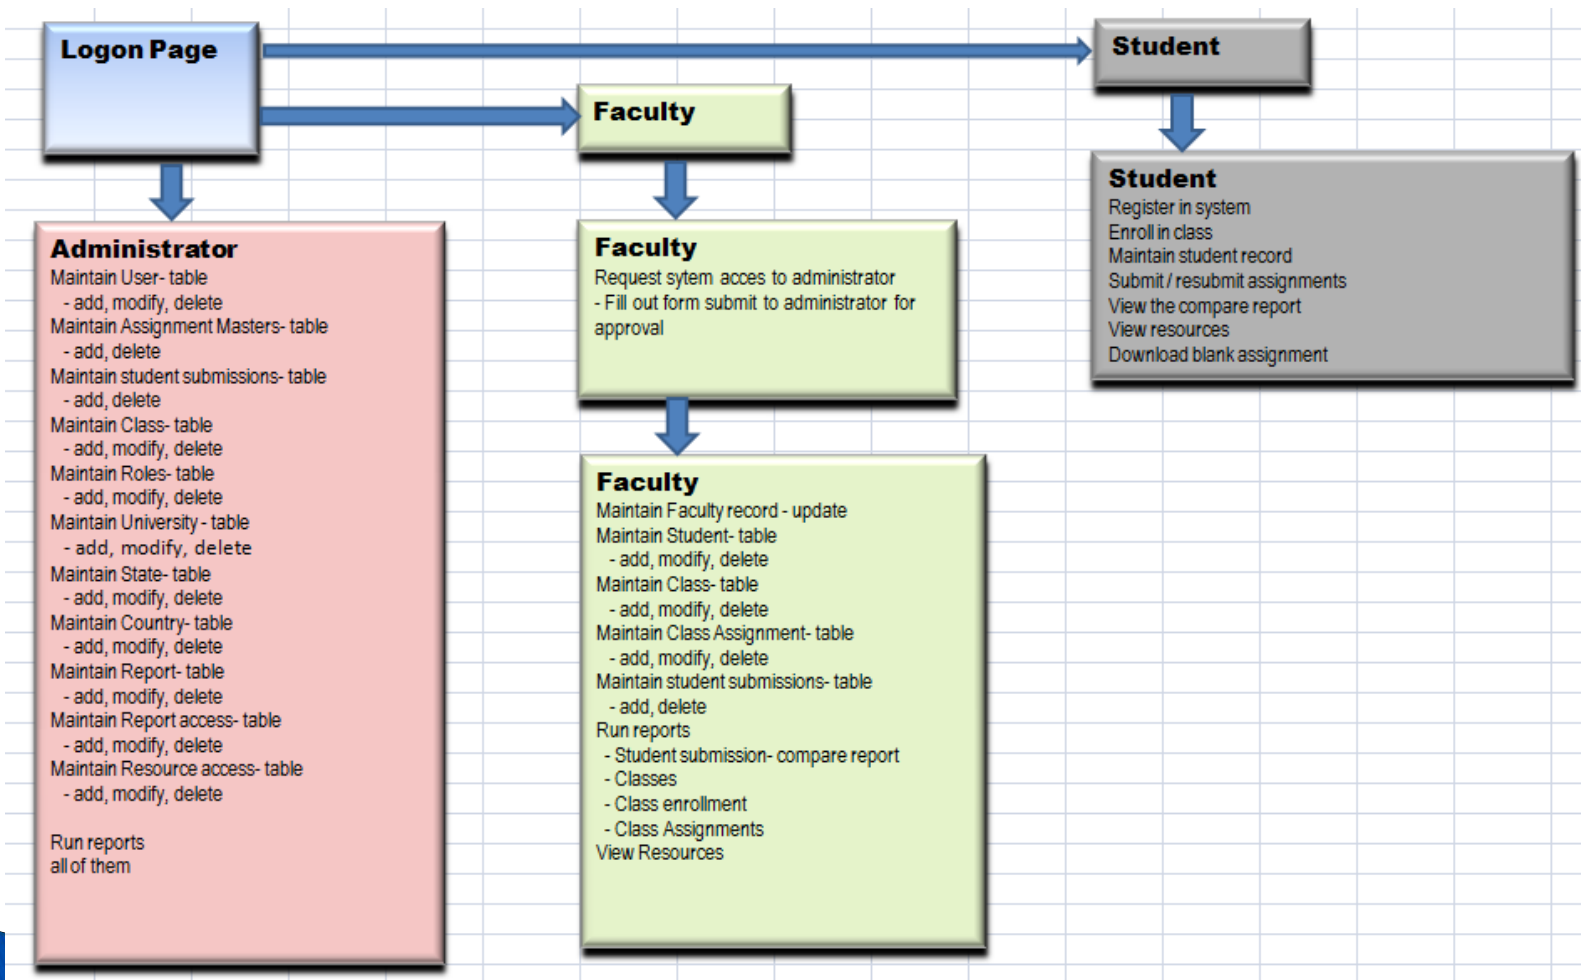 Logon Page
Student
Faculty
Student
Register in system
Enroll in class
Maintain student record
Submit / resubmit assignments
View the compare report
View resources
Download blank assignment
Administrator
Maintain User- table
- add, modify, delete
Maintain Assignment Masters- table
- add, delete
Maintain student submissions- table
- add, delete
Maintain Class- table
- add, modify, delete
Maintain Roles- table
- add, modify, delete
Maintain University - table
- add, modify, delete
Maintain State- table
- add, modify, delete
Maintain Country- table
- add, modify, delete
Maintain Report- table
- add, modify, delete
Maintain Report access- table
- add, modify, delete
Maintain Resource access- table
- add, modify, delete
Run reports
all of them
Faculty
Request sytem acces to administrator
- Fill out form submit to administrator for
approval
Faculty
Maintain Faculty record - update
Maintain Student- table
- add, modify, delete
Maintain Class- table
- add, modify, delete
Maintain Class Assignment- table
- add, modify, delete
Maintain student submissions- table
- add, delete
Run reports
- Student submission- compare report
- Classes
- Class enrollment
- Class Assignments
View Resources